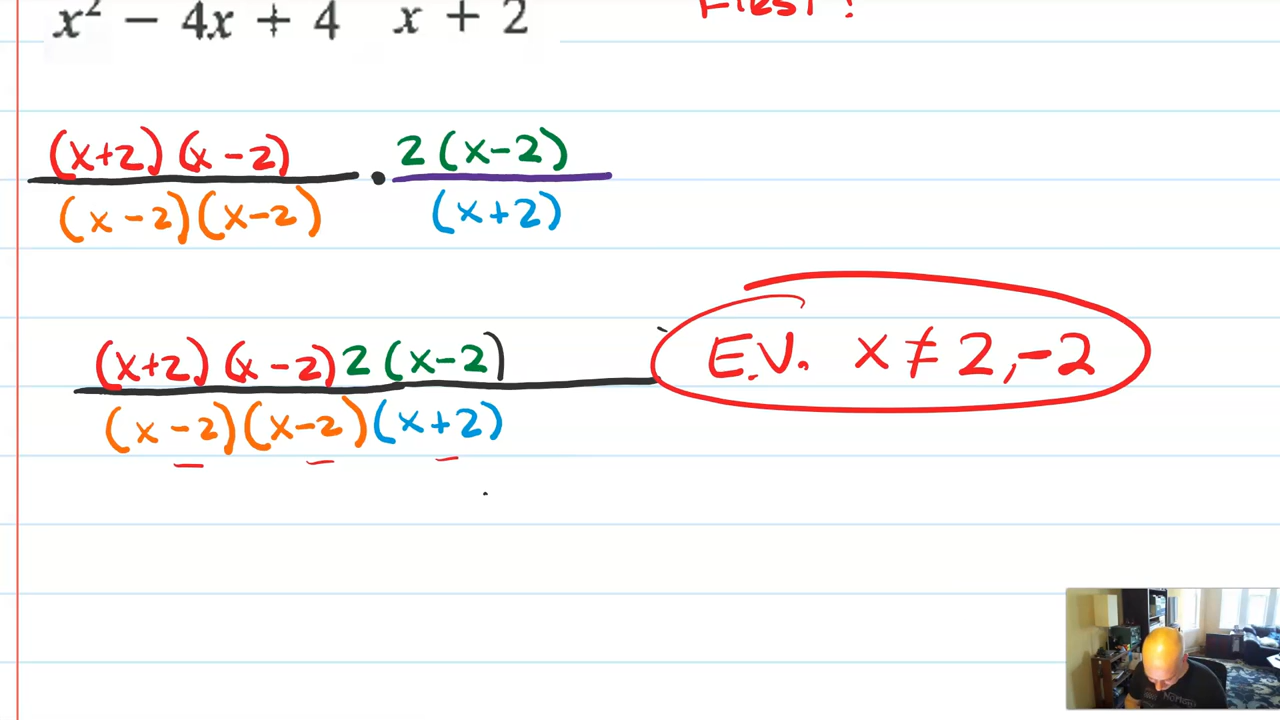 First!
x² − 4x + 4 x + 2
(x+2)(x−2) • 2(x−2)
(x−2)(x−2) (x+2)
(x+2)(x−2)2(x−2)
(x−2)(x−2)(x+2)
E.V. x ≠ 2,−2